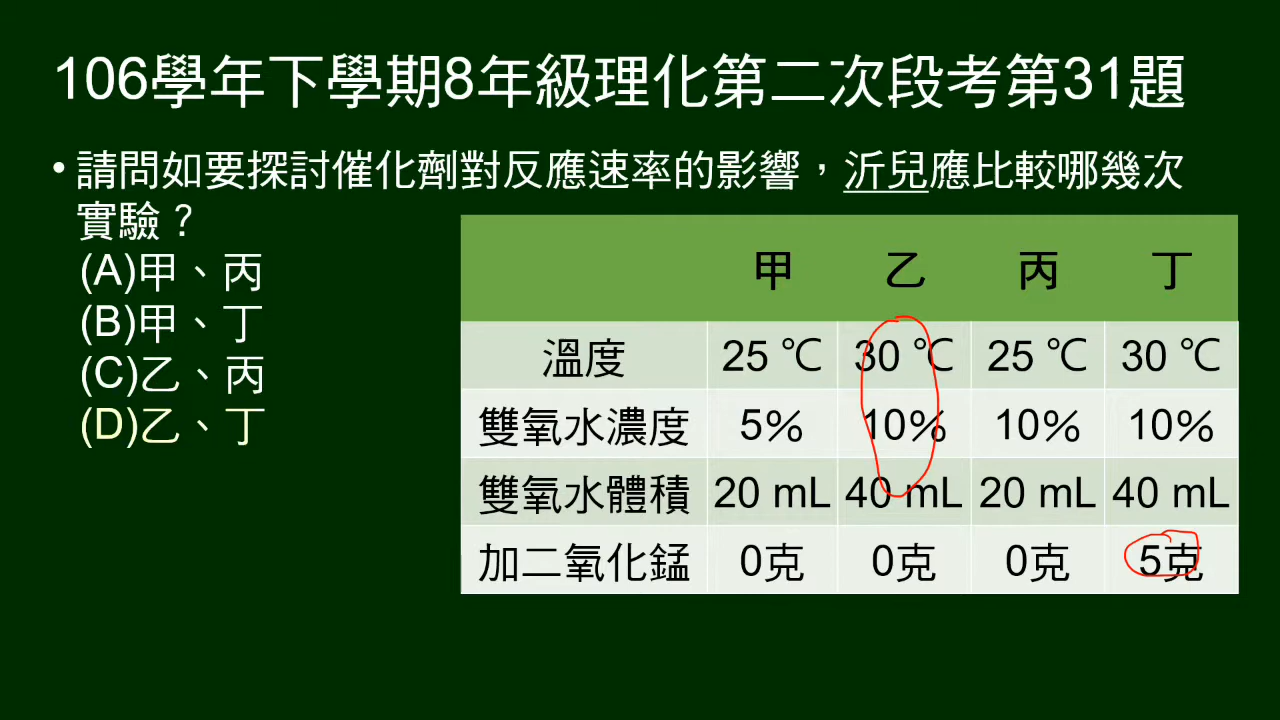 106學年下學期8年級理化第二次段考第31題
•請問如要探討催化劑對反應速率的影響，沂兒應比較哪幾次
實驗？
(A)甲、丙
(B)甲、丁
(C)乙、丙
(D)乙、丁
甲 乙 丙 丁
溫度 25 ℃ 30 ℃ 25 ℃ 30 ℃
雙氧水濃度 5% 10% 10% 10%
雙氧水體積 20 mL 40 mL 20 mL 40 mL
加二氧化錳 0克 0克 0克 5克